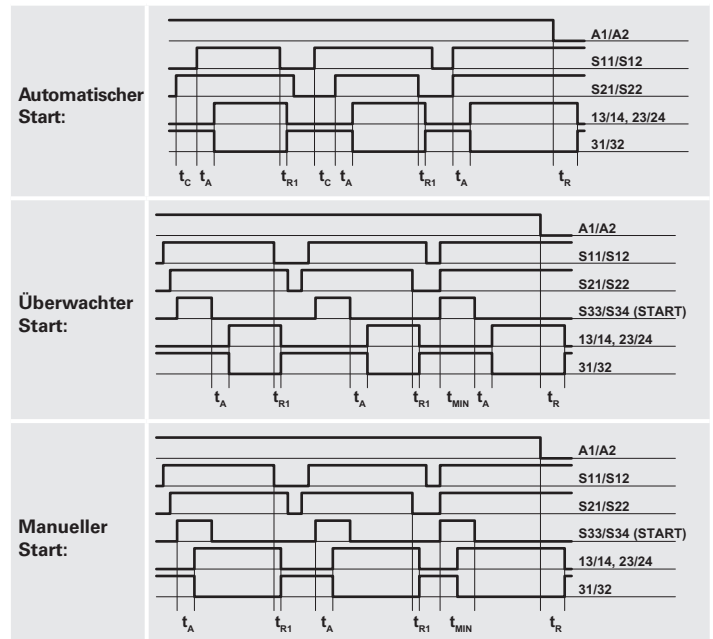 Automatischer
Start:
A1/A2
S11/S12
S21/S22
13/14, 23/24
31/32
tC tA tR1 tC tA tR1 tA tR
Überwachter
Start:
A1/A2
S11/S12
S21/S22
S33/S34 (START)
13/14, 23/24
31/32
tA tR1 tA tR1 tMIN tA tR
Manueller
Start:
A1/A2
S11/S12
S21/S22
S33/S34 (START)
13/14, 23/24
31/32
tA tR1 tA tR1 tMIN tR